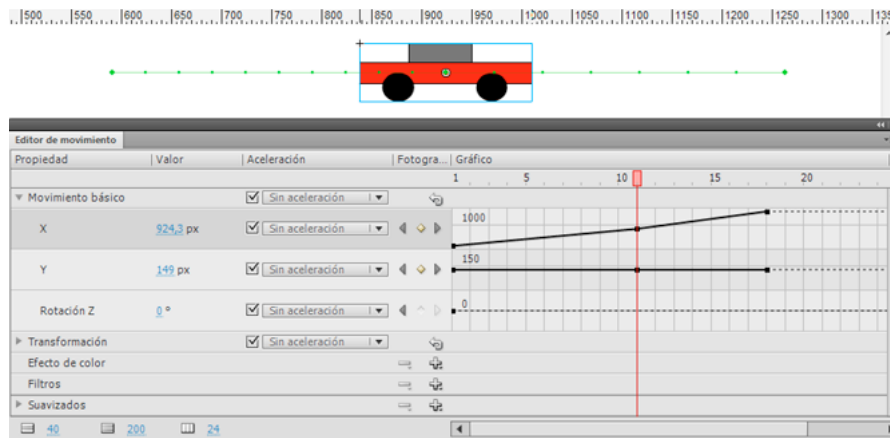 500 550 600 650 700 750 800 850 900 950 1000 1050 1100 1150 1200 1250 1300 135
Editor de movimiento
Propiedad Valor Aceleración Fotogra... Gráfico
1 5 10 15 20
Movimiento básico Sin aceleración
X 924,3 px Sin aceleración 1000
Y 149 px Sin aceleración 150
Rotación Z 0 ° Sin aceleración 0
Transformación Sin aceleración
Efecto de color
Filtros
Suavizados
40 200 24